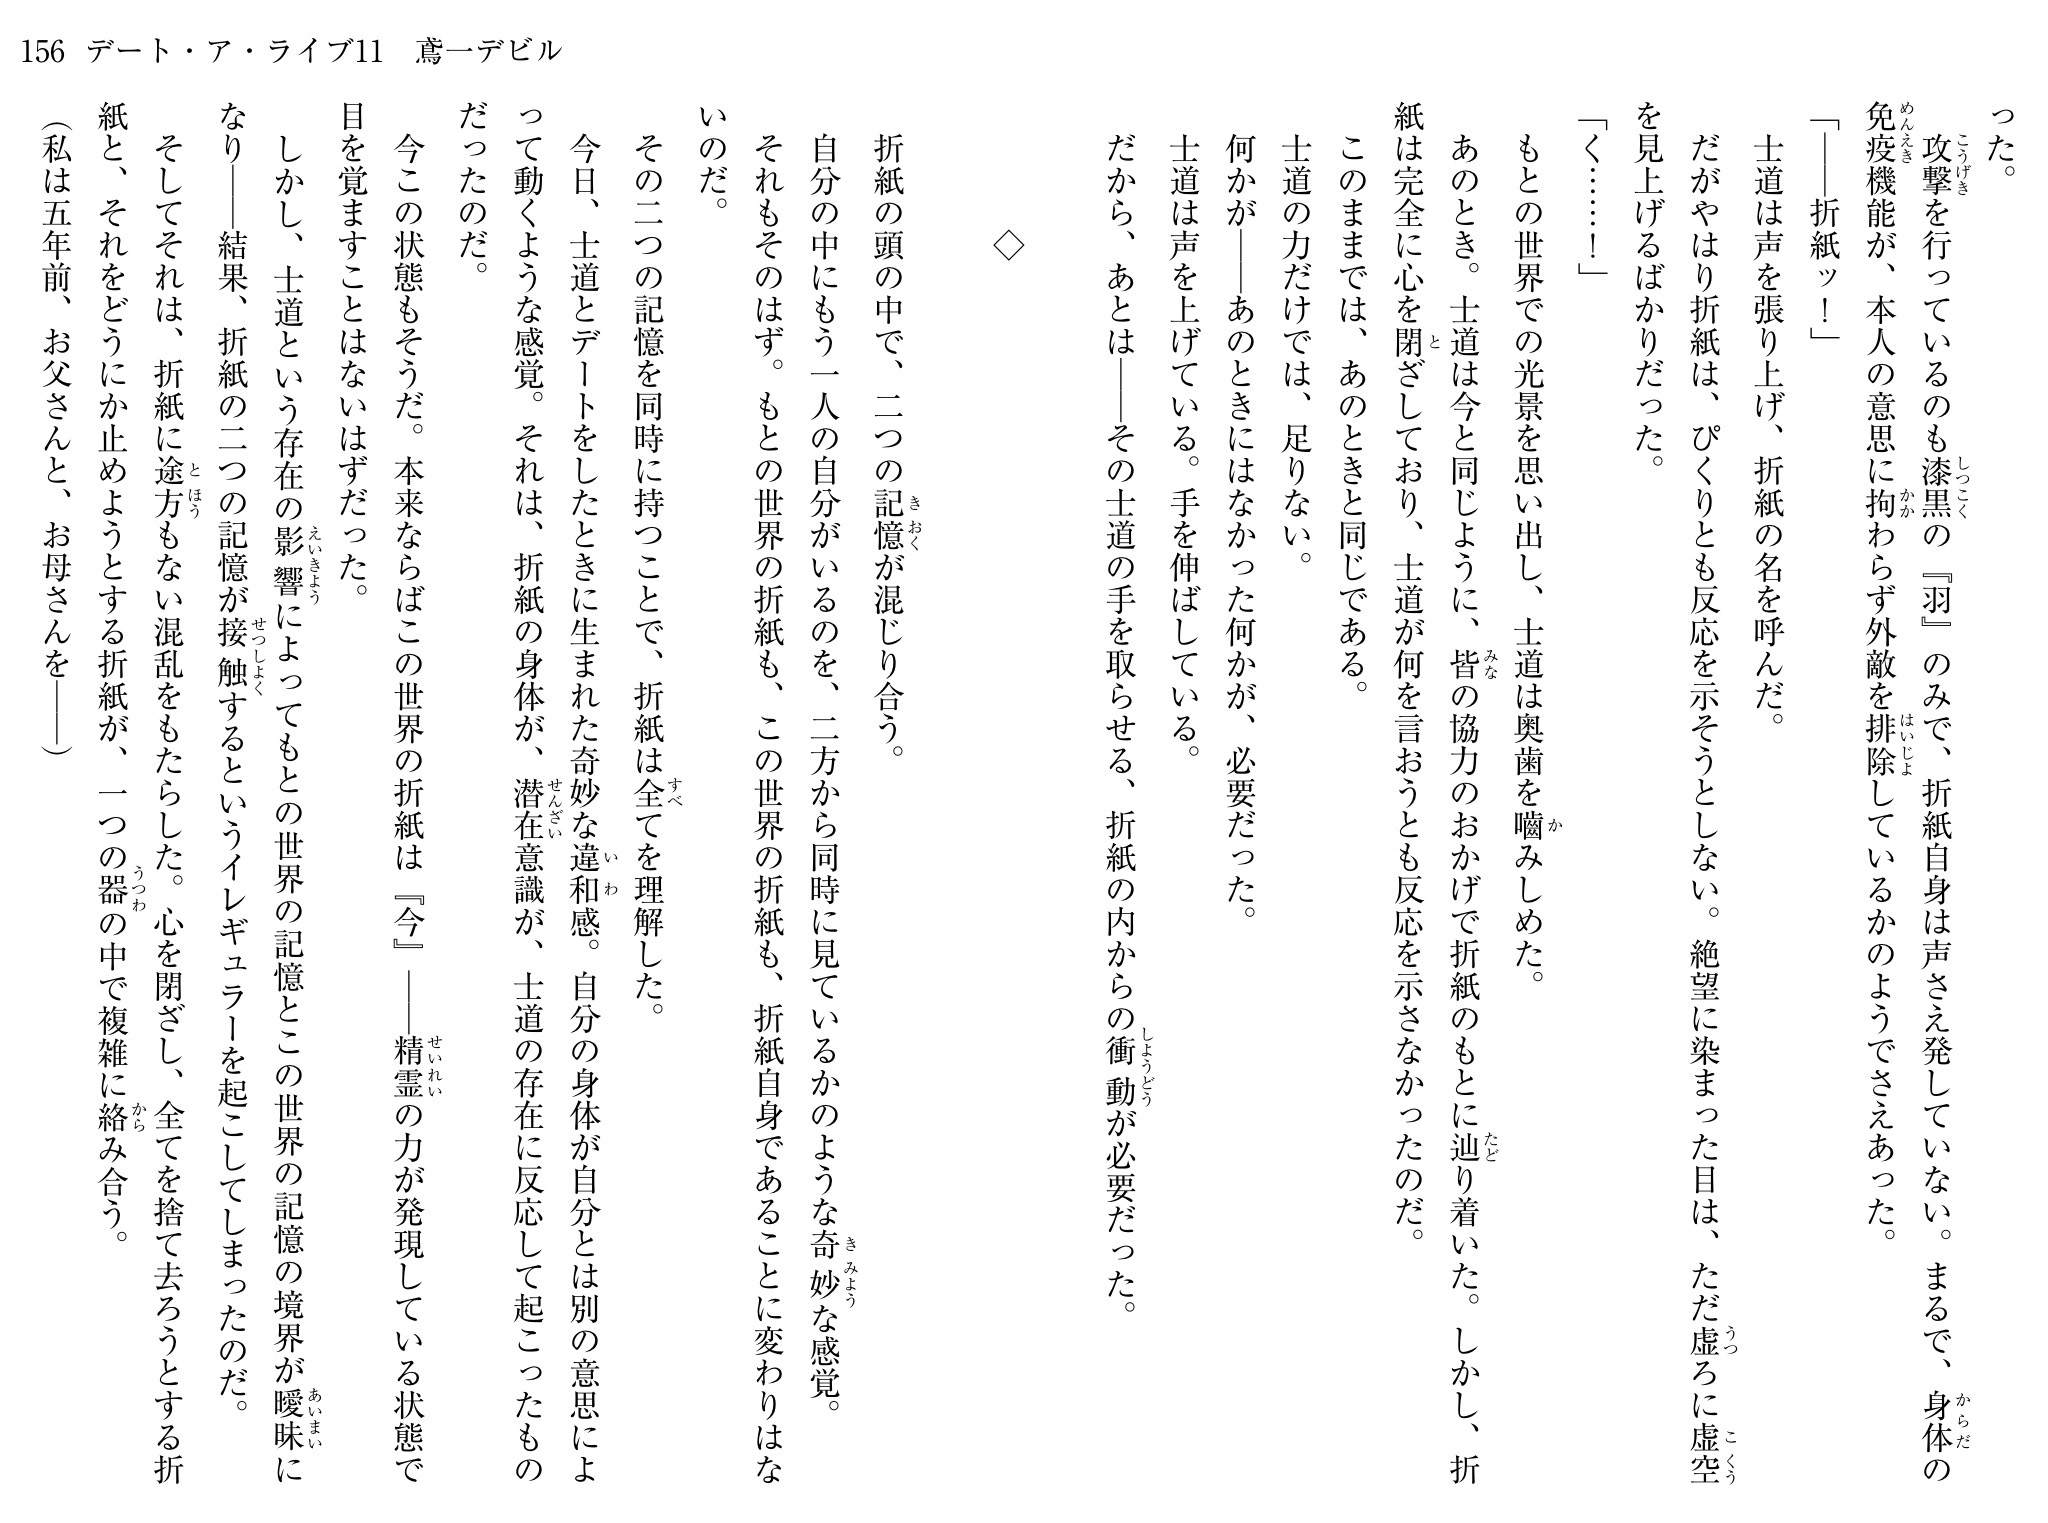 156 デート・ア・ライブ11 鳶一デビル
った。
　攻撃を行っているのも漆黒の『羽』のみで、折紙自身は声さえ発していない。まるで、身体の
免疫機能が、本人の意思に拘わらず外敵を排除しているかのようでさえあった。
「――折紙ッ！」
　士道は声を張り上げ、折紙の名を呼んだ。
　だがやはり折紙は、ぴくりとも反応を示そうとしない。絶望に染まった目は、ただ虚ろに虚空
を見上げるばかりだった。
「く……！」
　もとの世界での光景を思い出し、士道は奥歯を嚙みしめた。
　あのとき。士道は今と同じように、皆の協力のおかげで折紙のもとに辿り着いた。しかし、折
紙は完全に心を閉ざしており、士道が何を言おうとも反応を示さなかったのだ。
　このままでは、あのときと同じである。
　士道の力だけでは、足りない。
　何かが――あのときにはなかった何かが、必要だった。
　士道は声を上げている。手を伸ばしている。
　だから、あとは――その士道の手を取らせる、折紙の内からの衝動が必要だった。
◇
　折紙の頭の中で、二つの記憶が混じり合う。
　自分の中にもう一人の自分がいるのを、二方から同時に見ているかのような奇妙な感覚。
　それもそのはず。もとの世界の折紙も、この世界の折紙も、折紙自身であることに変わりはな
いのだ。
　その二つの記憶を同時に持つことで、折紙は全てを理解した。
　今日、士道とデートをしたときに生まれた奇妙な違和感。自分の身体が自分とは別の意思によ
って動くような感覚。それは、折紙の身体が、潜在意識が、士道の存在に反応して起こったもの
だったのだ。
　今この状態もそうだ。本来ならばこの世界の折紙は『今』――精霊の力が発現している状態で
目を覚ますことはないはずだった。
　しかし、士道という存在の影響によってもとの世界の記憶とこの世界の記憶の境界が曖昧に
なり――結果、折紙の二つの記憶が接触するというイレギュラーを起こしてしまったのだ。
　そしてそれは、折紙に途方もない混乱をもたらした。心を閉ざし、全てを捨て去ろうとする折
紙と、それをどうにか止めようとする折紙が、一つの器の中で複雑に絡み合う。
（私は五年前、お父さんと、お母さんを――）